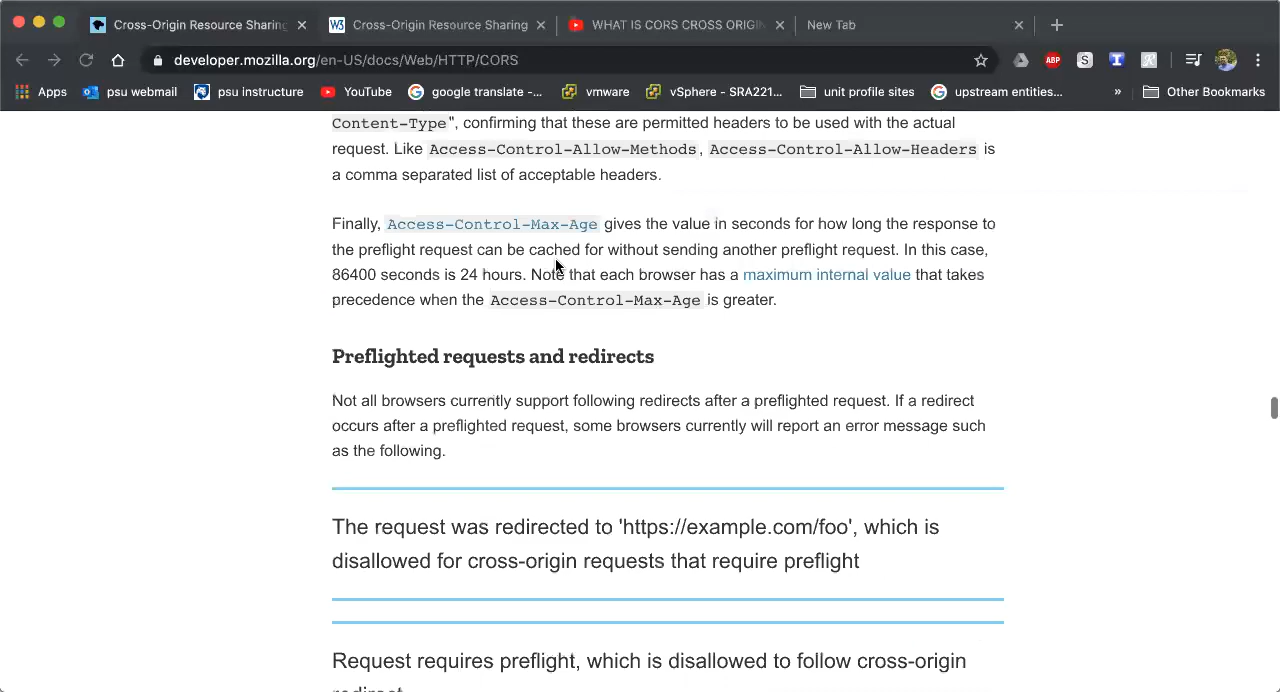 Cross-Origin Resource Sharing
Cross-Origin Resource Sharing
WHAT IS CORS CROSS ORIGIN
New Tab
developer.mozilla.org/en-US/docs/Web/HTTP/CORS
ABP
S
Apps
psu webmail
psu instructure
YouTube
google translate -...
vmware
vSphere - SRA221...
unit profile sites
upstream entities...
»
Other Bookmarks
Content-Type", confirming that these are permitted headers to be used with the actual
request. Like Access-Control-Allow-Methods, Access-Control-Allow-Headers is
a comma separated list of acceptable headers.
Finally, Access-Control-Max-Age gives the value in seconds for how long the response to
the preflight request can be cached for without sending another preflight request. In this case,
86400 seconds is 24 hours. Note that each browser has a maximum internal value that takes
precedence when the Access-Control-Max-Age is greater.
Preflighted requests and redirects
Not all browsers currently support following redirects after a preflighted request. If a redirect
occurs after a preflighted request, some browsers currently will report an error message such
as the following.
The request was redirected to 'https://example.com/foo', which is
disallowed for cross-origin requests that require preflight
Request requires preflight, which is disallowed to follow cross-origin
redirect